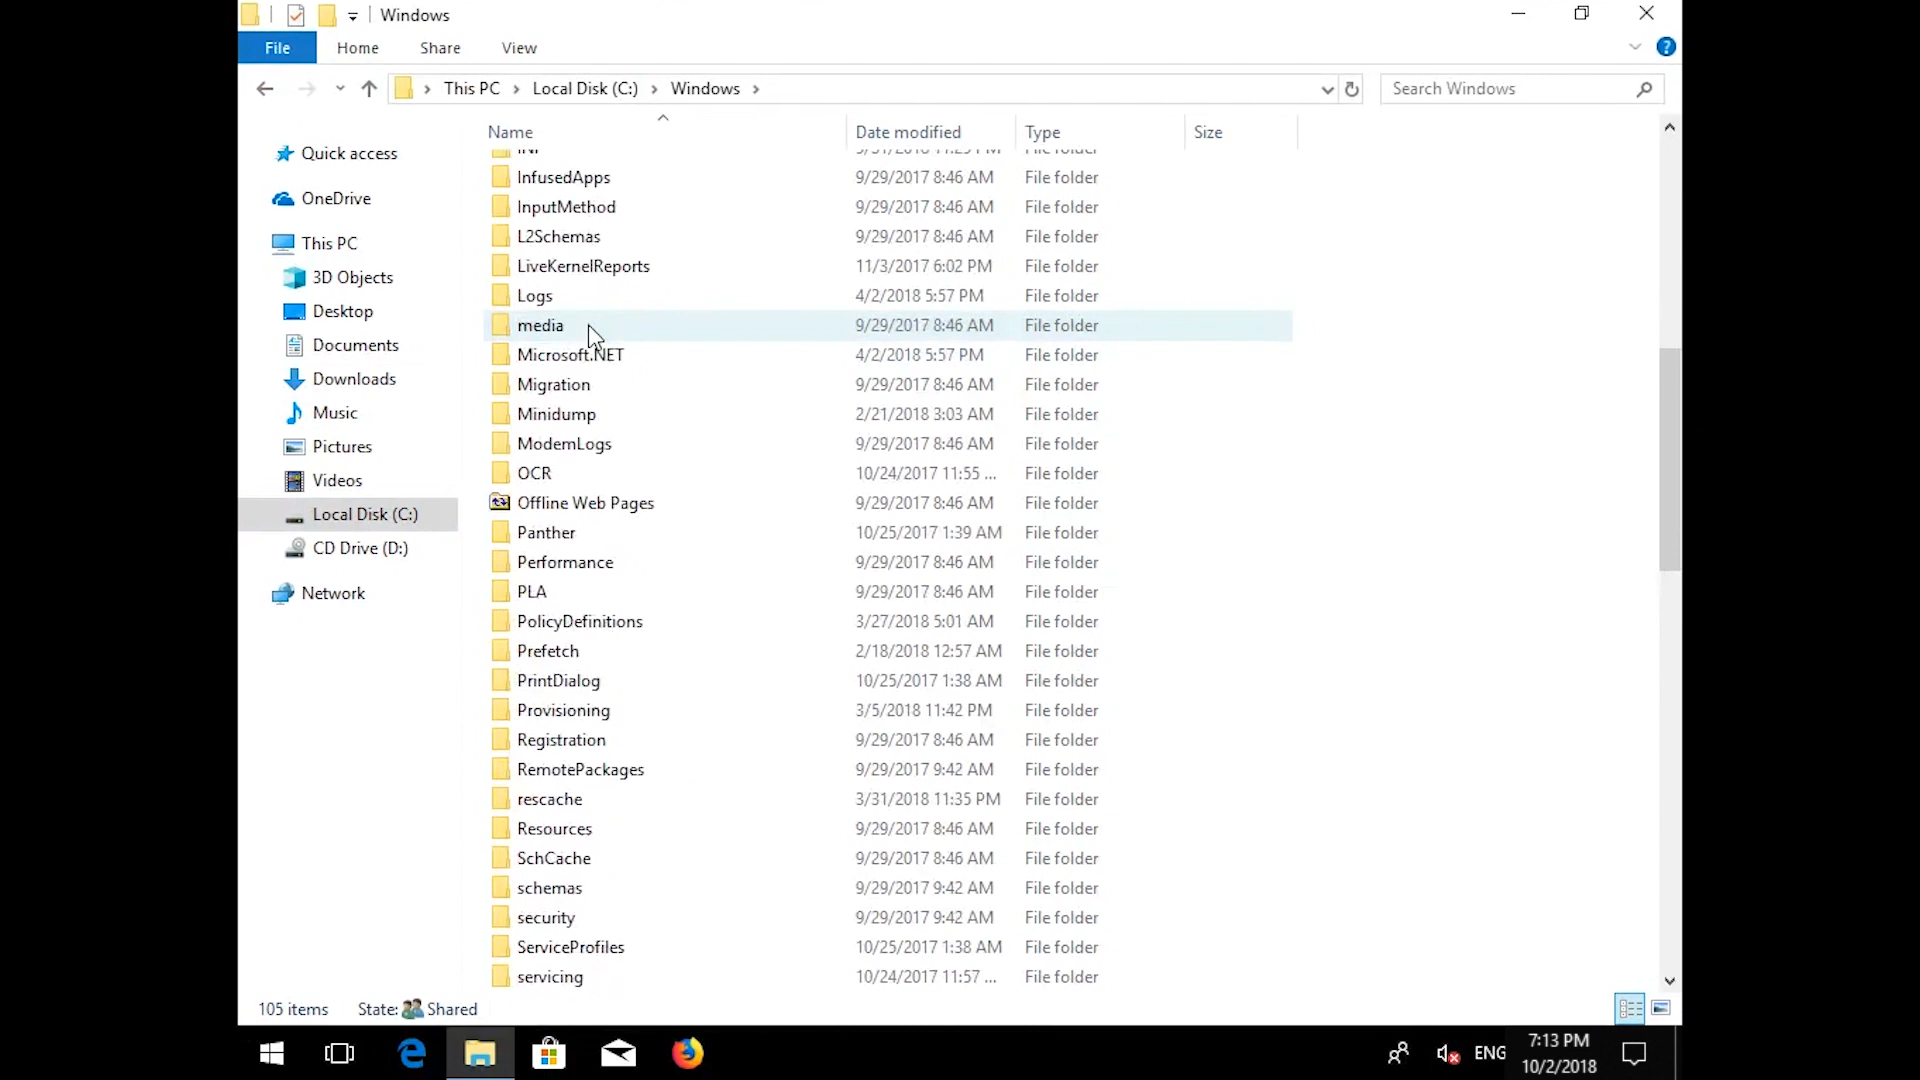 Windows
File Home Share View
This PC Local Disk (C:) Windows
Search Windows
Name Date modified Type Size
Quick access
OneDrive
This PC
3D Objects
Desktop
Documents
Downloads
Music
Pictures
Videos
Local Disk (C:)
CD Drive (D:)
Network
InfusedApps 9/29/2017 8:46 AM File folder
InputMethod 9/29/2017 8:46 AM File folder
L2Schemas 9/29/2017 8:46 AM File folder
LiveKernelReports 11/3/2017 6:02 PM File folder
Logs 4/2/2018 5:57 PM File folder
media 9/29/2017 8:46 AM File folder
Microsoft.NET 4/2/2018 5:57 PM File folder
Migration 9/29/2017 8:46 AM File folder
Minidump 2/21/2018 3:03 AM File folder
ModemLogs 9/29/2017 8:46 AM File folder
OCR 10/24/2017 11:55 ... File folder
Offline Web Pages 9/29/2017 8:46 AM File folder
Panther 10/25/2017 1:39 AM File folder
Performance 9/29/2017 8:46 AM File folder
PLA 9/29/2017 8:46 AM File folder
PolicyDefinitions 3/27/2018 5:01 AM File folder
Prefetch 2/18/2018 12:57 AM File folder
PrintDialog 10/25/2017 1:38 AM File folder
Provisioning 3/5/2018 11:42 PM File folder
Registration 9/29/2017 8:46 AM File folder
RemotePackages 9/29/2017 9:42 AM File folder
rescache 3/31/2018 11:35 PM File folder
Resources 9/29/2017 8:46 AM File folder
SchCache 9/29/2017 8:46 AM File folder
schemas 9/29/2017 9:42 AM File folder
security 9/29/2017 9:42 AM File folder
ServiceProfiles 10/25/2017 1:38 AM File folder
servicing 10/24/2017 11:57 ... File folder
105 items State: Shared
ENG
7:13 PM
10/2/2018